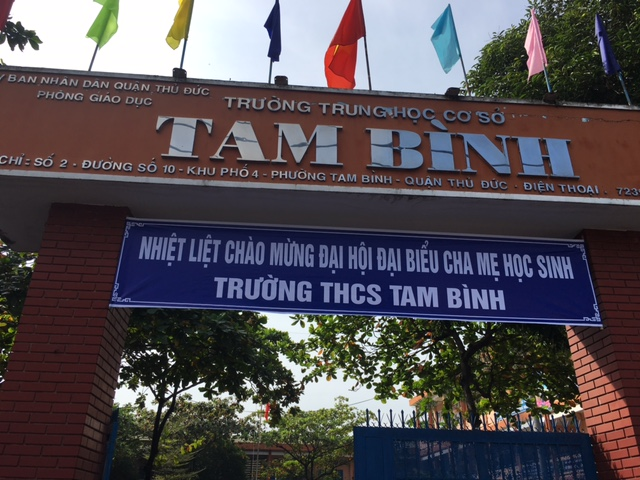 ỦY BAN NHÂN DÂN QUẬN THỦ ĐỨC
PHÒNG GIÁO DỤC
TRƯỜNG TRUNG HỌC CƠ SỞ
TAM BÌNH
CHỈ : SỐ 2 - ĐƯỜNG SỐ 10 - KHU PHỐ 4 - PHƯỜNG TAM BÌNH - QUẬN THỦ ĐỨC - ĐIỆN THOẠI
NHIỆT LIỆT CHÀO MỪNG ĐẠI HỘI ĐẠI BIỂU CHA MẸ HỌC SINH
TRƯỜNG THCS TAM BÌNH